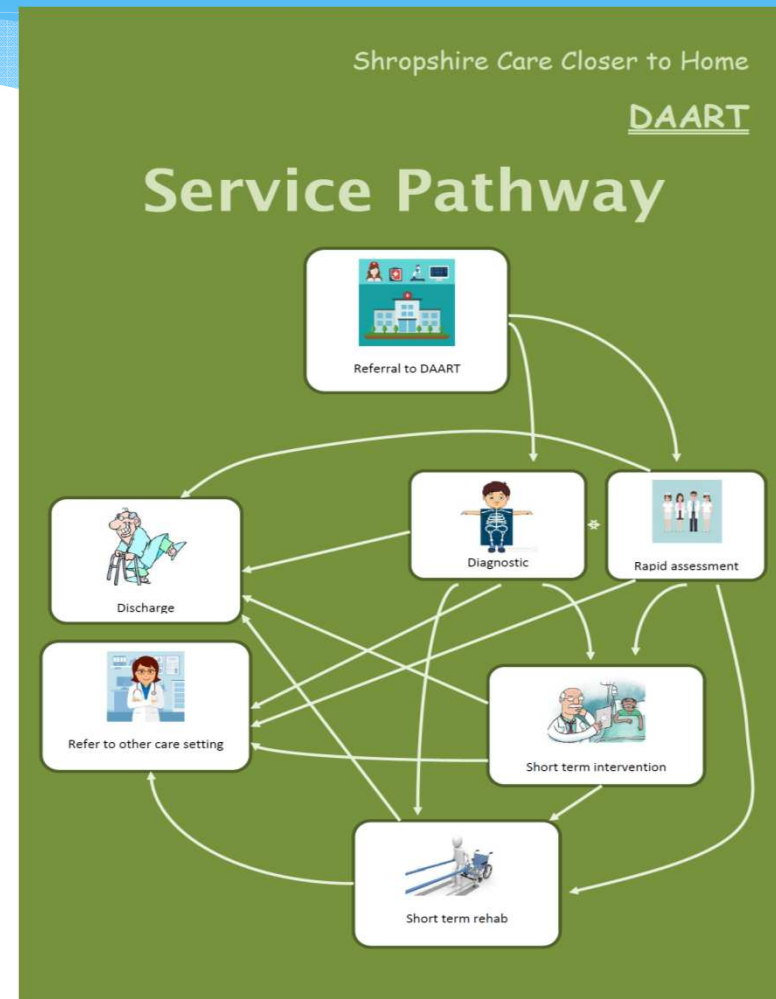 Shropshire Care Closer to Home
DAART
Service Pathway
Referral to DAART
Diagnostic
Rapid assessment
Discharge
Refer to other care setting
Short term intervention
Short term rehab